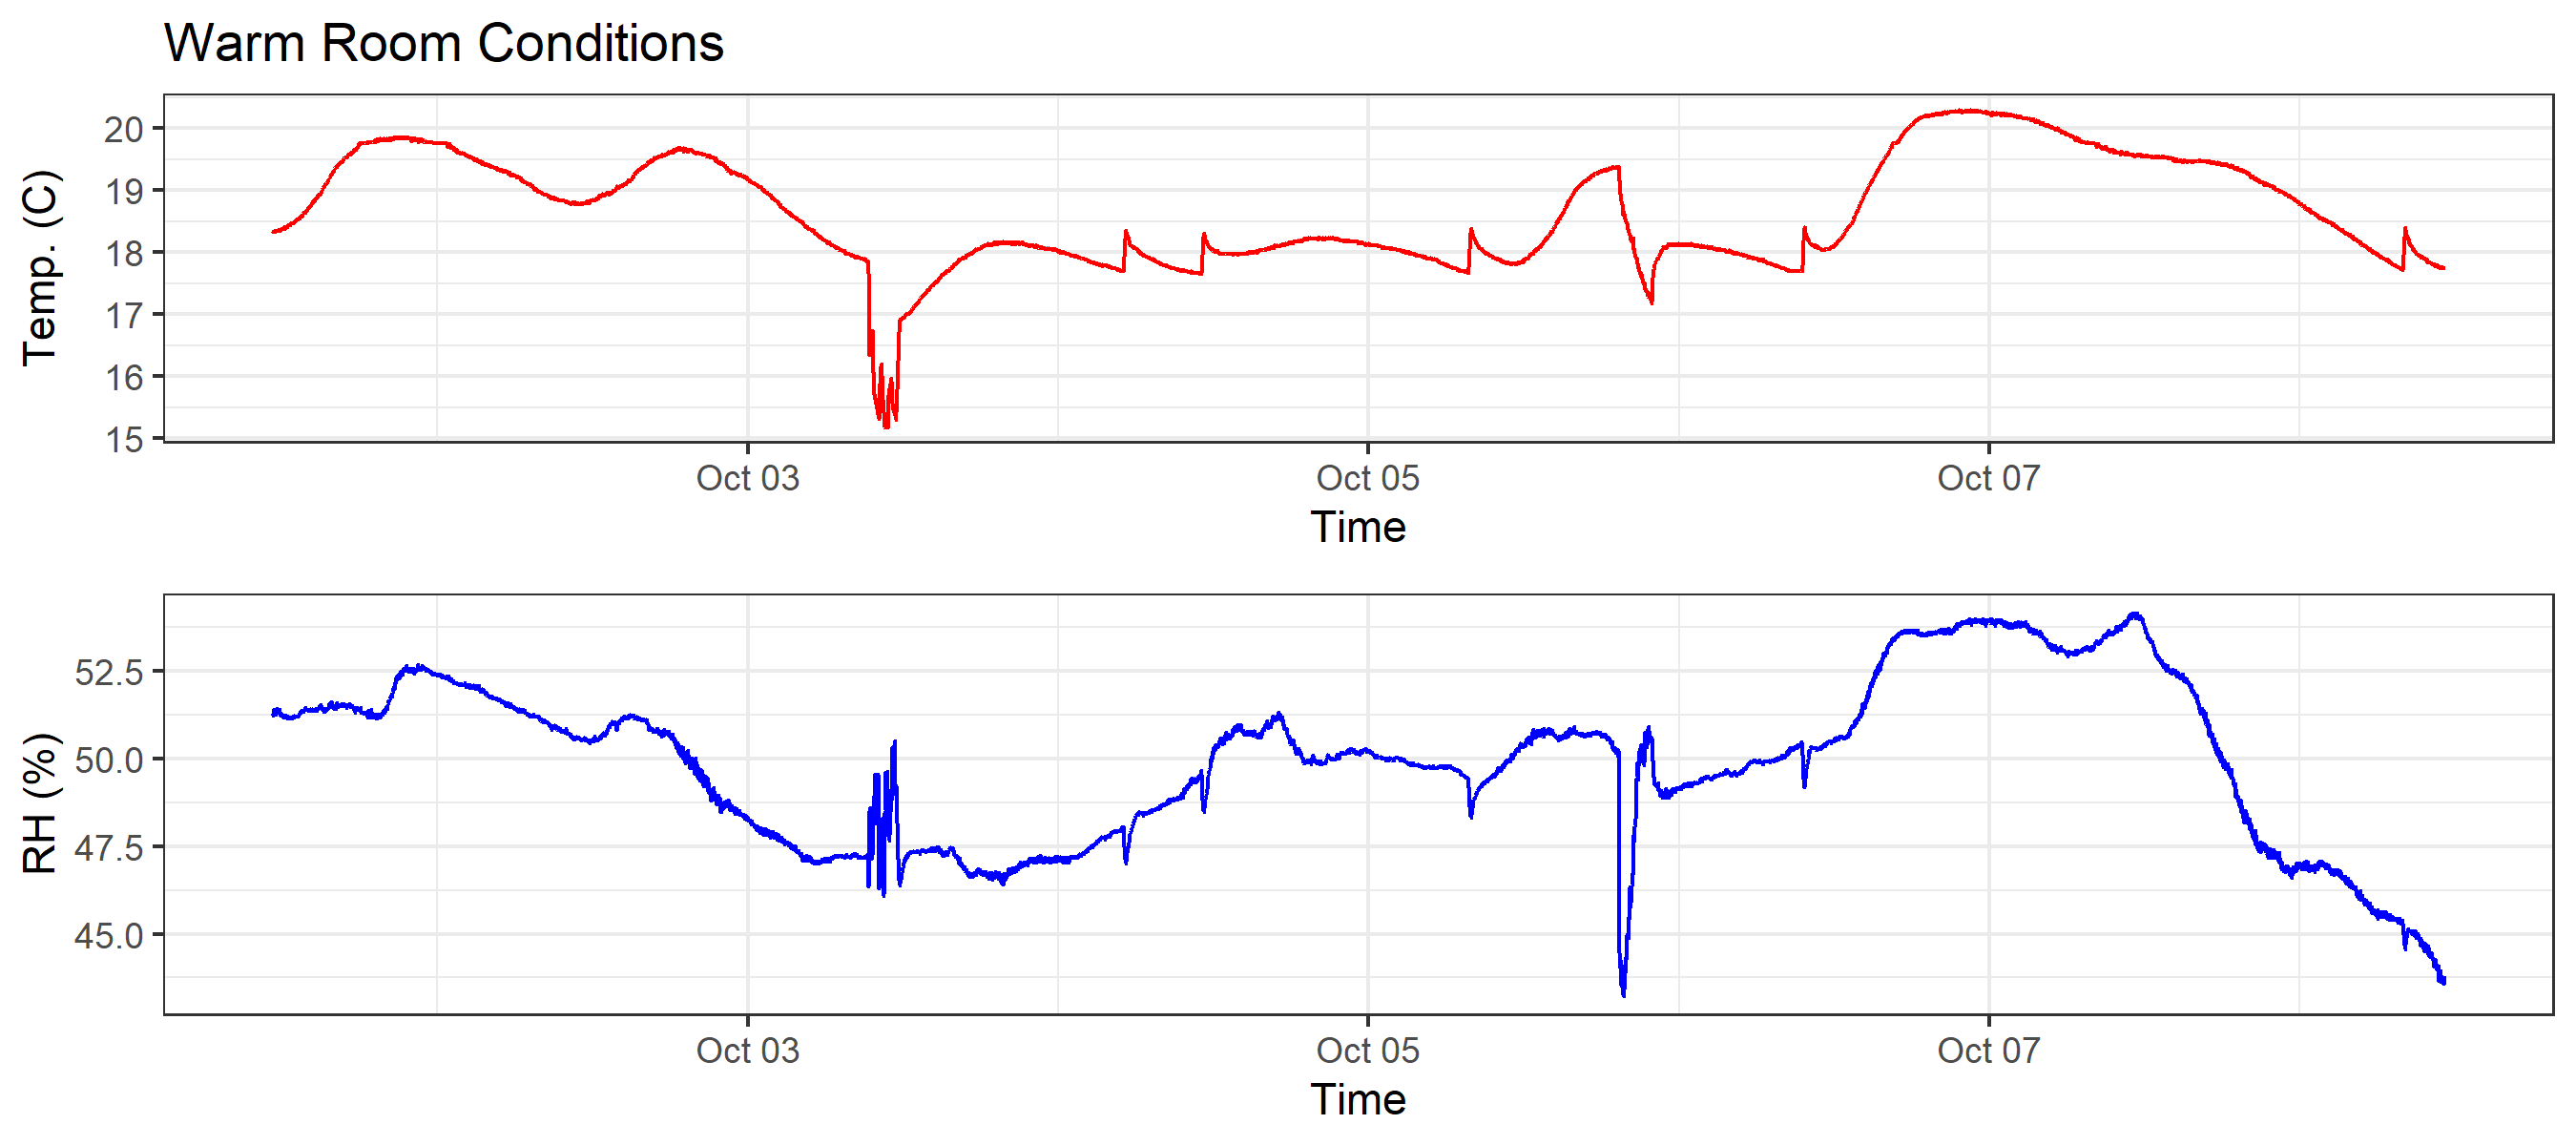 Warm Room Conditions
Temp. (C)
20
19
18
17
16
15
Oct 03 Oct 05 Oct 07
Time
RH (%)
52.5
50.0
47.5
45.0
Oct 03 Oct 05 Oct 07
Time